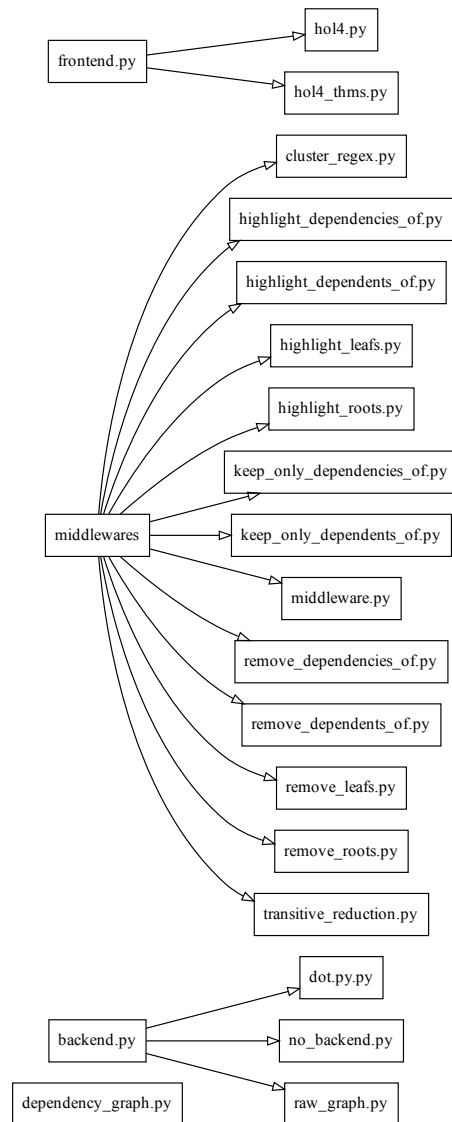 hol4.py
frontend.py
hol4_thms.py
cluster_regex.py
highlight_dependencies_of.py
highlight_dependents_of.py
highlight_leafs.py
highlight_roots.py
keep_only_dependencies_of.py
middlewares
keep_only_dependents_of.py
middleware.py
remove_dependencies_of.py
remove_dependents_of.py
remove_leafs.py
remove_roots.py
transitive_reduction.py
dot.py.py
backend.py
no_backend.py
dependency_graph.py
raw_graph.py